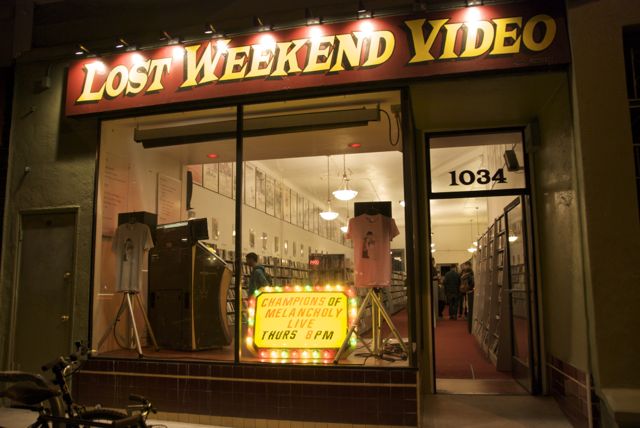 LOST WEEKEND VIDEO
1034
CHAMPIONS OF
MELANCHOLY
LIVE
THURS 8PM